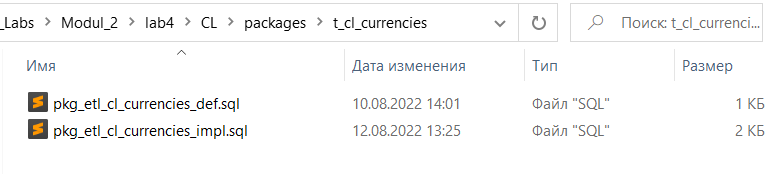 _Labs > Modul_2 > lab4 > CL > packages > t_cl_currencies
Поиск: t_cl_currenci...
Имя Дата изменения Тип Размер
pkg_etl_cl_currencies_def.sql 10.08.2022 14:01 Файл "SQL" 1 КБ
pkg_etl_cl_currencies_impl.sql 12.08.2022 13:25 Файл "SQL" 2 КБ